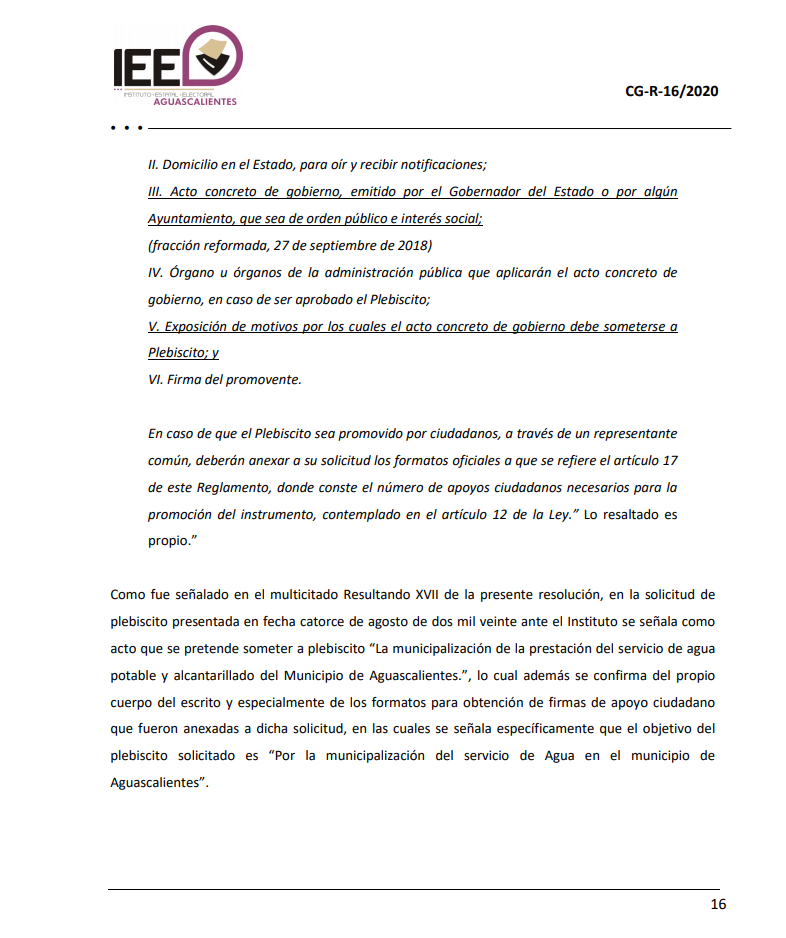 IEE
INSTITUTO • ESTATAL • ELECTORAL
AGUASCALIENTES
CG-R-16/2020
II. Domicilio en el Estado, para oír y recibir notificaciones;
III. Acto concreto de gobierno, emitido por el Gobernador del Estado o por algún
Ayuntamiento, que sea de orden público e interés social;
(fracción reformada, 27 de septiembre de 2018)
IV. Órgano u órganos de la administración pública que aplicarán el acto concreto de
gobierno, en caso de ser aprobado el Plebiscito;
V. Exposición de motivos por los cuales el acto concreto de gobierno debe someterse a
Plebiscito; y
VI. Firma del promovente.
En caso de que el Plebiscito sea promovido por ciudadanos, a través de un representante
común, deberán anexar a su solicitud los formatos oficiales a que se refiere el artículo 17
de este Reglamento, donde conste el número de apoyos ciudadanos necesarios para la
promoción del instrumento, contemplado en el artículo 12 de la Ley.” Lo resaltado es
propio.”
Como fue señalado en el multicitado Resultando XVII de la presente resolución, en la solicitud de
plebiscito presentada en fecha catorce de agosto de dos mil veinte ante el Instituto se señala como
acto que se pretende someter a plebiscito “La municipalización de la prestación del servicio de agua
potable y alcantarillado del Municipio de Aguascalientes.”, lo cual además se confirma del propio
cuerpo del escrito y especialmente de los formatos para obtención de firmas de apoyo ciudadano
que fueron anexadas a dicha solicitud, en las cuales se señala específicamente que el objetivo del
plebiscito solicitado es “Por la municipalización del servicio de Agua en el municipio de
Aguascalientes”.
16